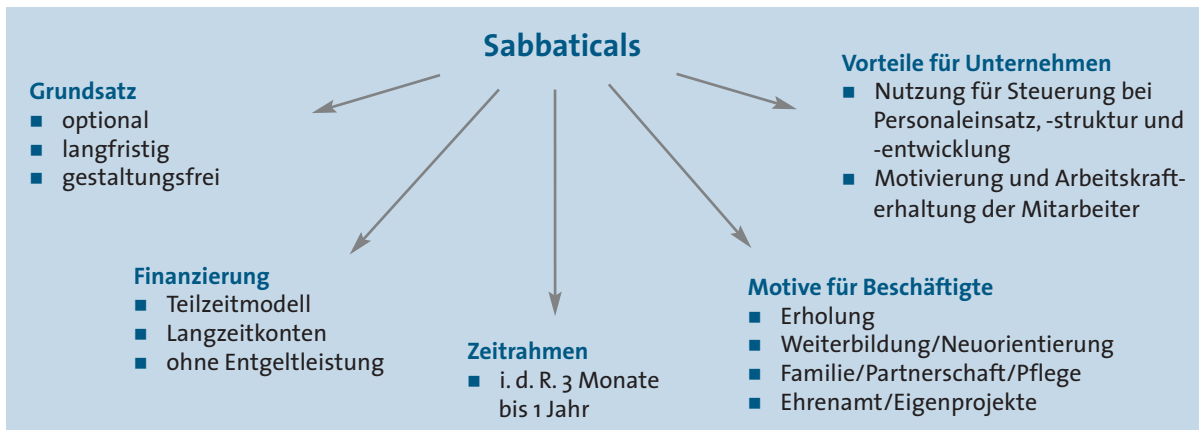 Sabbaticals
Grundsatz
■ optional
■ langfristig
■ gestaltungsfrei
Vorteile für Unternehmen
■ Nutzung für Steuerung bei
Personaleinsatz, -struktur und
-entwicklung
■ Motivierung und Arbeitskraft-
erhaltung der Mitarbeiter
Finanzierung
■ Teilzeitmodell
■ Langzeitkonten
■ ohne Entgeltleistung
Zeitrahmen
■ i. d. R. 3 Monate
bis 1 Jahr
Motive für Beschäftigte
■ Erholung
■ Weiterbildung/Neuorientierung
■ Familie/Partnerschaft/Pflege
■ Ehrenamt/Eigenprojekte